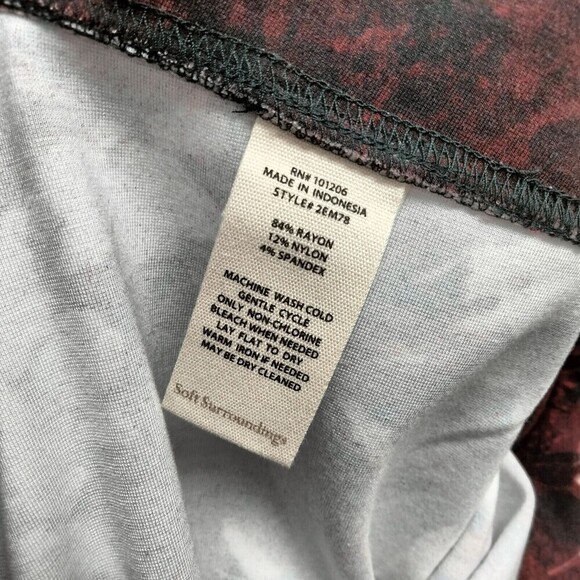 RN# 101206
MADE IN INDONESIA
STYLE# 2EM78
84% RAYON
12% NYLON
4% SPANDEX
MACHINE WASH COLD
GENTLE CYCLE
ONLY NON-CHLORINE
BLEACH WHEN NEEDED
LAY FLAT TO DRY
WARM IRON IF NEEDED
MAY BE DRY CLEANED
Soft Surroundings